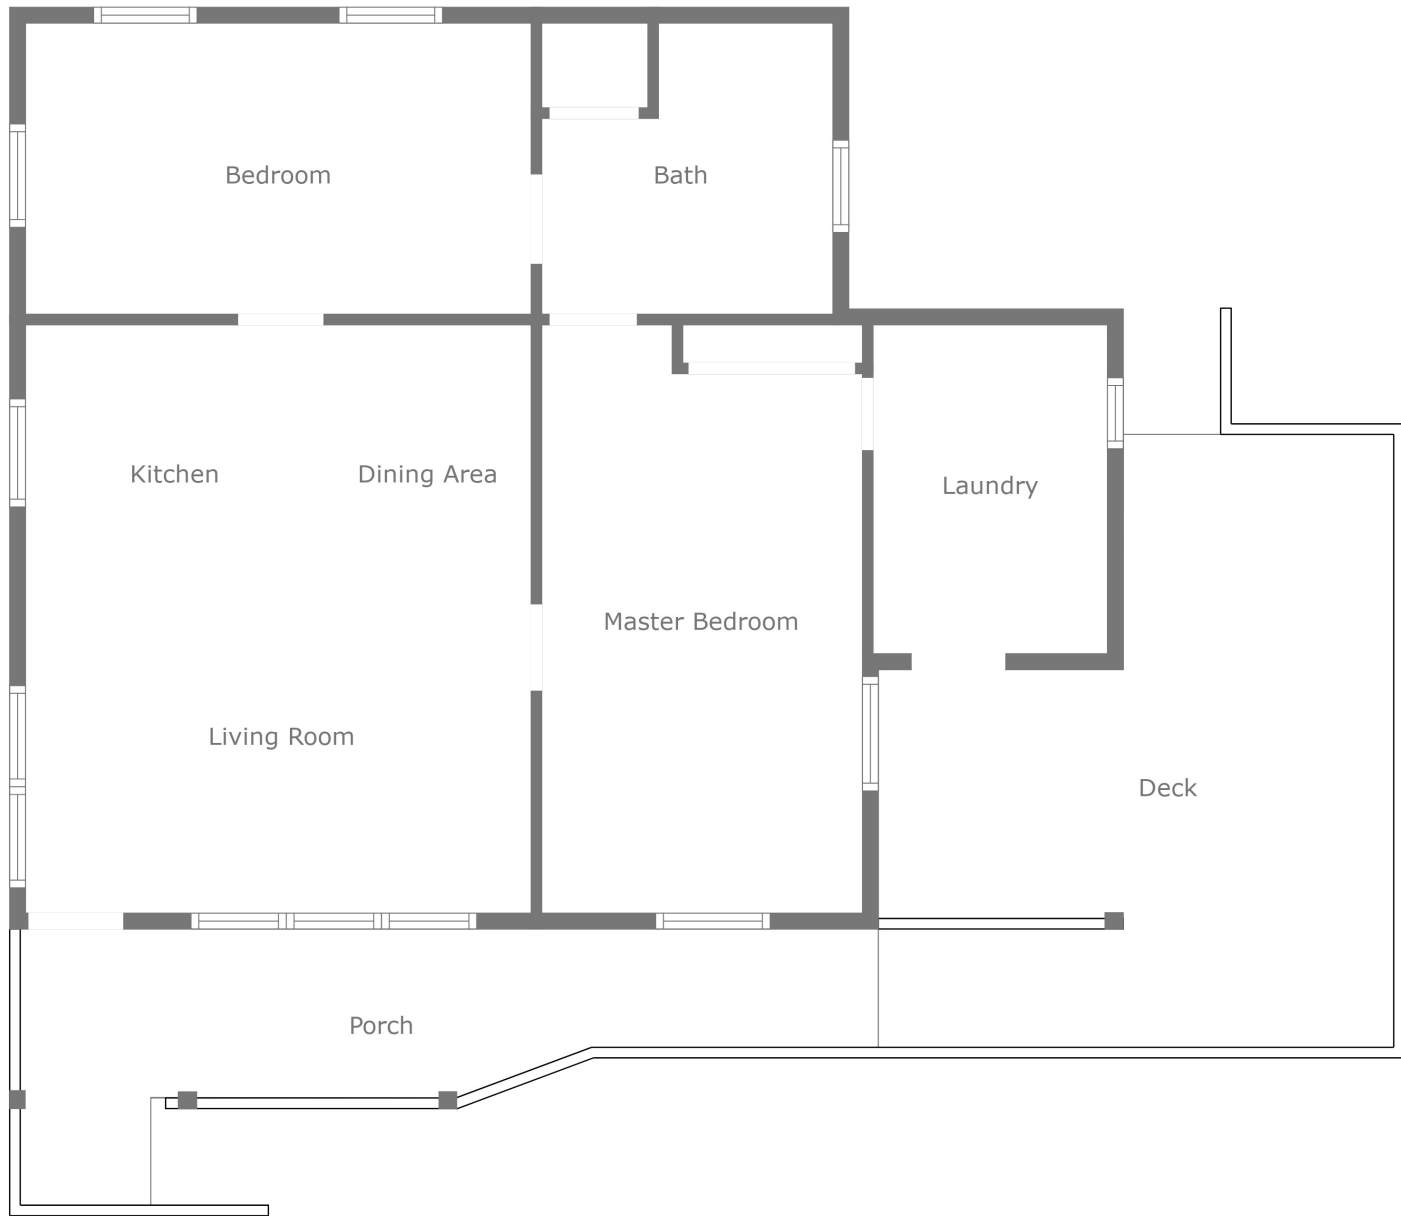 Bedroom
Bath
Kitchen
Dining Area
Laundry
Master Bedroom
Living Room
Deck
Porch